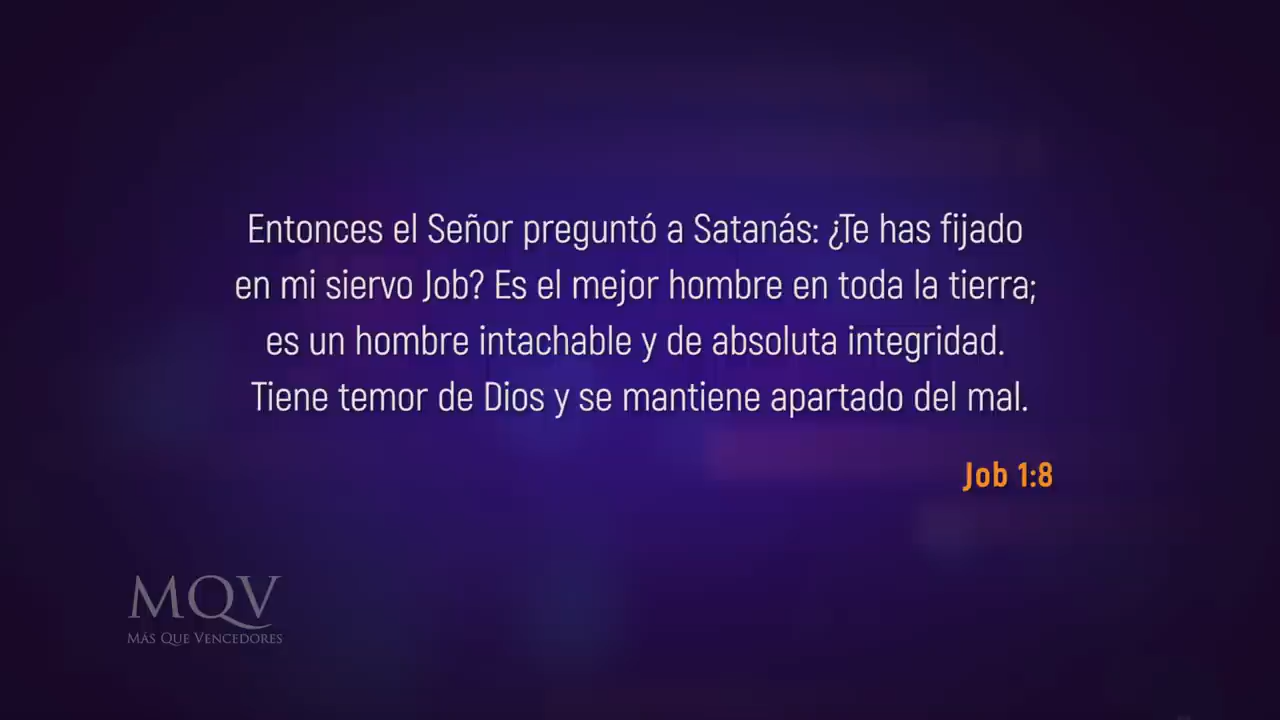 Entonces el Señor preguntó a Satanás: ¿Te has fijado
en mi siervo Job? Es el mejor hombre en toda la tierra;
es un hombre intachable y de absoluta integridad.
Tiene temor de Dios y se mantiene apartado del mal.
Job 1:8
MQV
MÁS QUE VENCEDORES